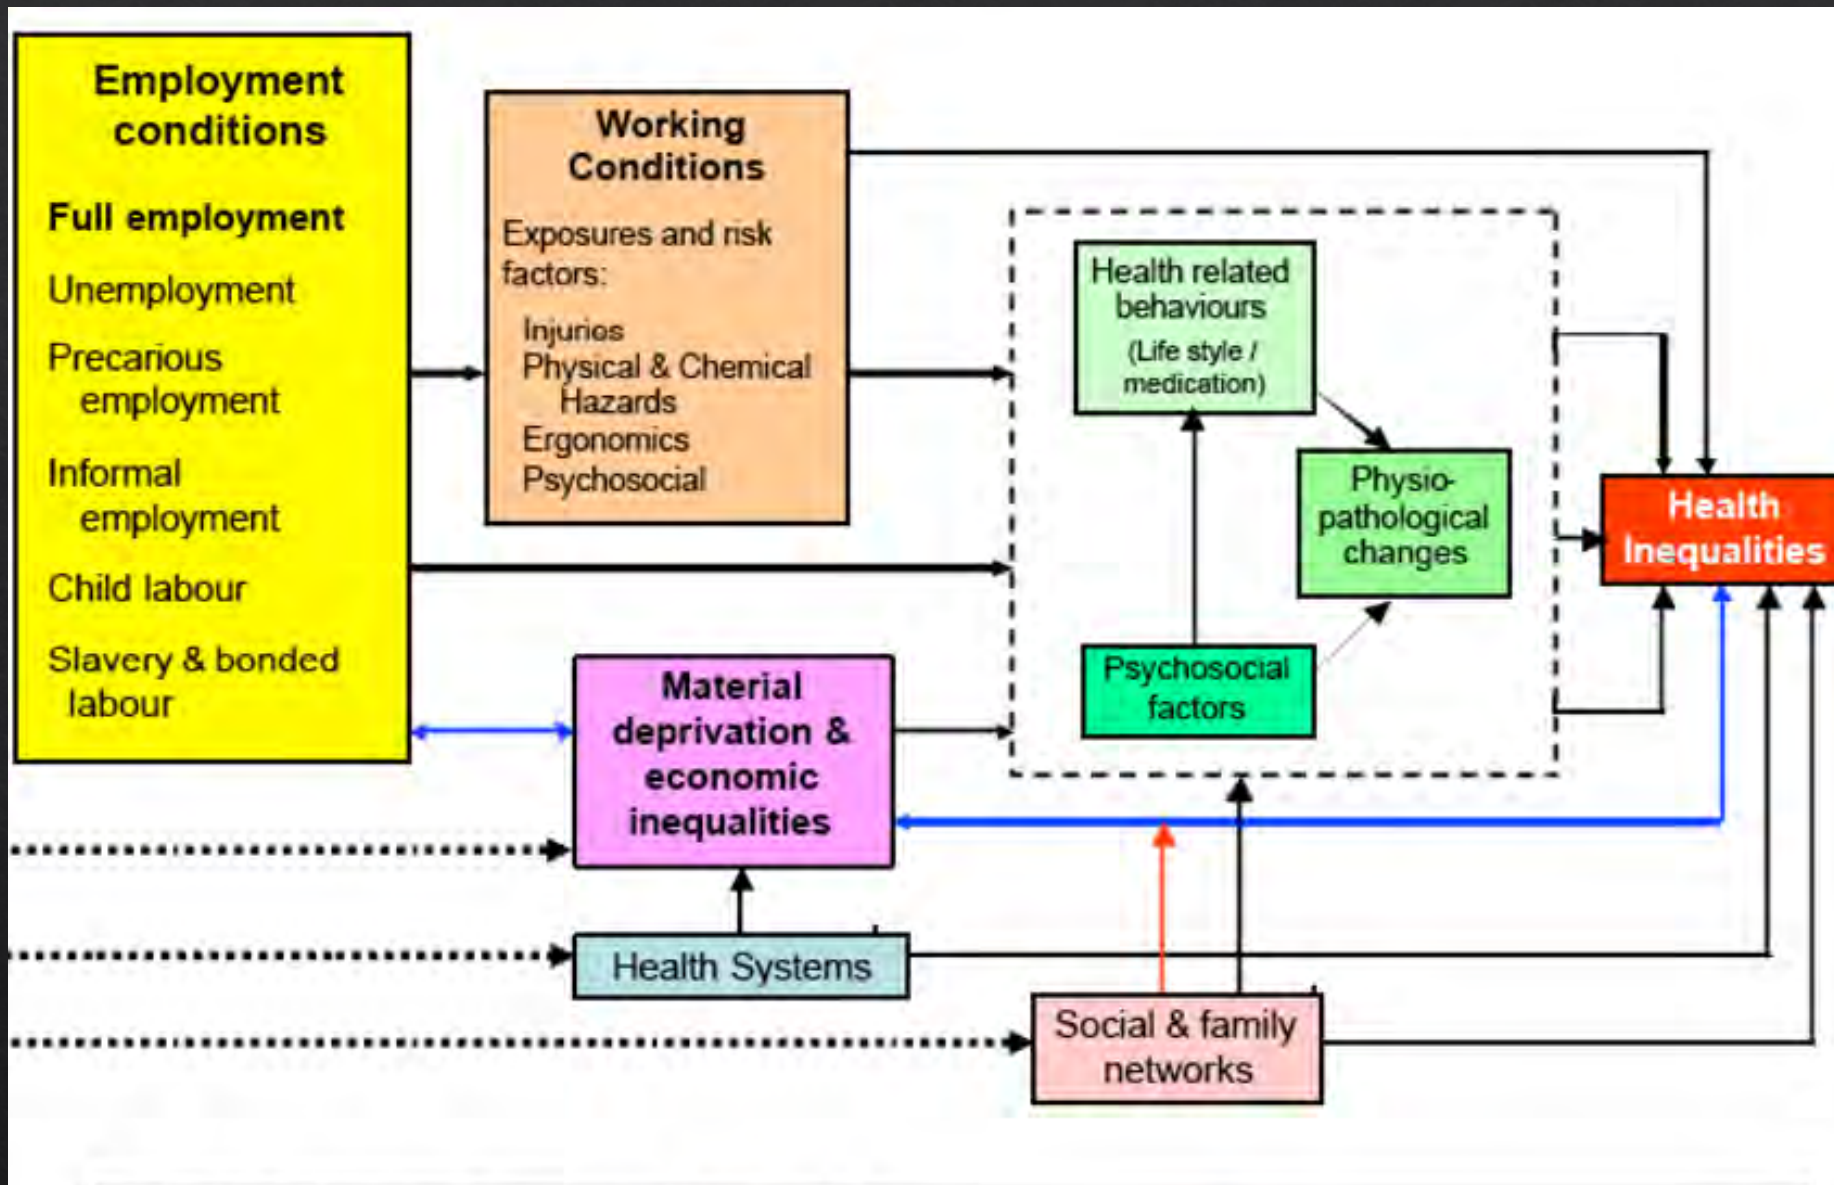 Employment
conditions
Full employment
Unemployment
Precarious
employment
Informal
employment
Child labour
Slavery & bonded
labour
Working
Conditions
Exposures and risk
factors:
Injuries
Physical & Chemical
Hazards
Ergonomics
Psychosocial
Material
deprivation &
economic
inequalities
Health Systems
Health related
behaviours
(Life style /
medication)
Physio-
pathological
changes
Psychosocial
factors
Social & family
networks
Health
Inequalities